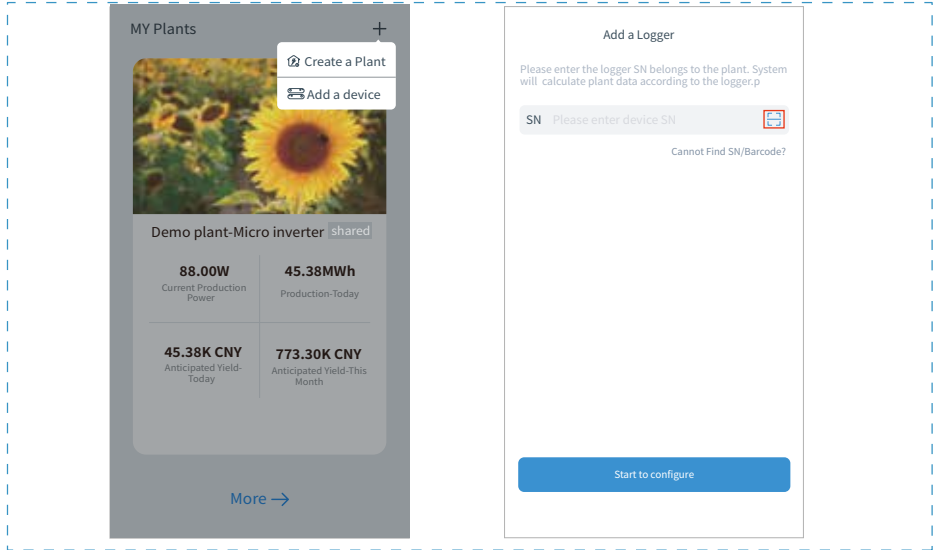 MY Plants
Create a Plant
Add a device
Demo plant-Micro inverter shared
88.00W
Current Production
Power
45.38MWh
Production-Today
45.38K CNY
Anticipated Yield-
Today
773.30K CNY
Anticipated Yield-This
Month
More
Add a Logger
Please enter the logger SN belongs to the plant. System
will calculate plant data according to the logger.p
SN Please enter device SN
Cannot Find SN/Barcode?
Start to configure